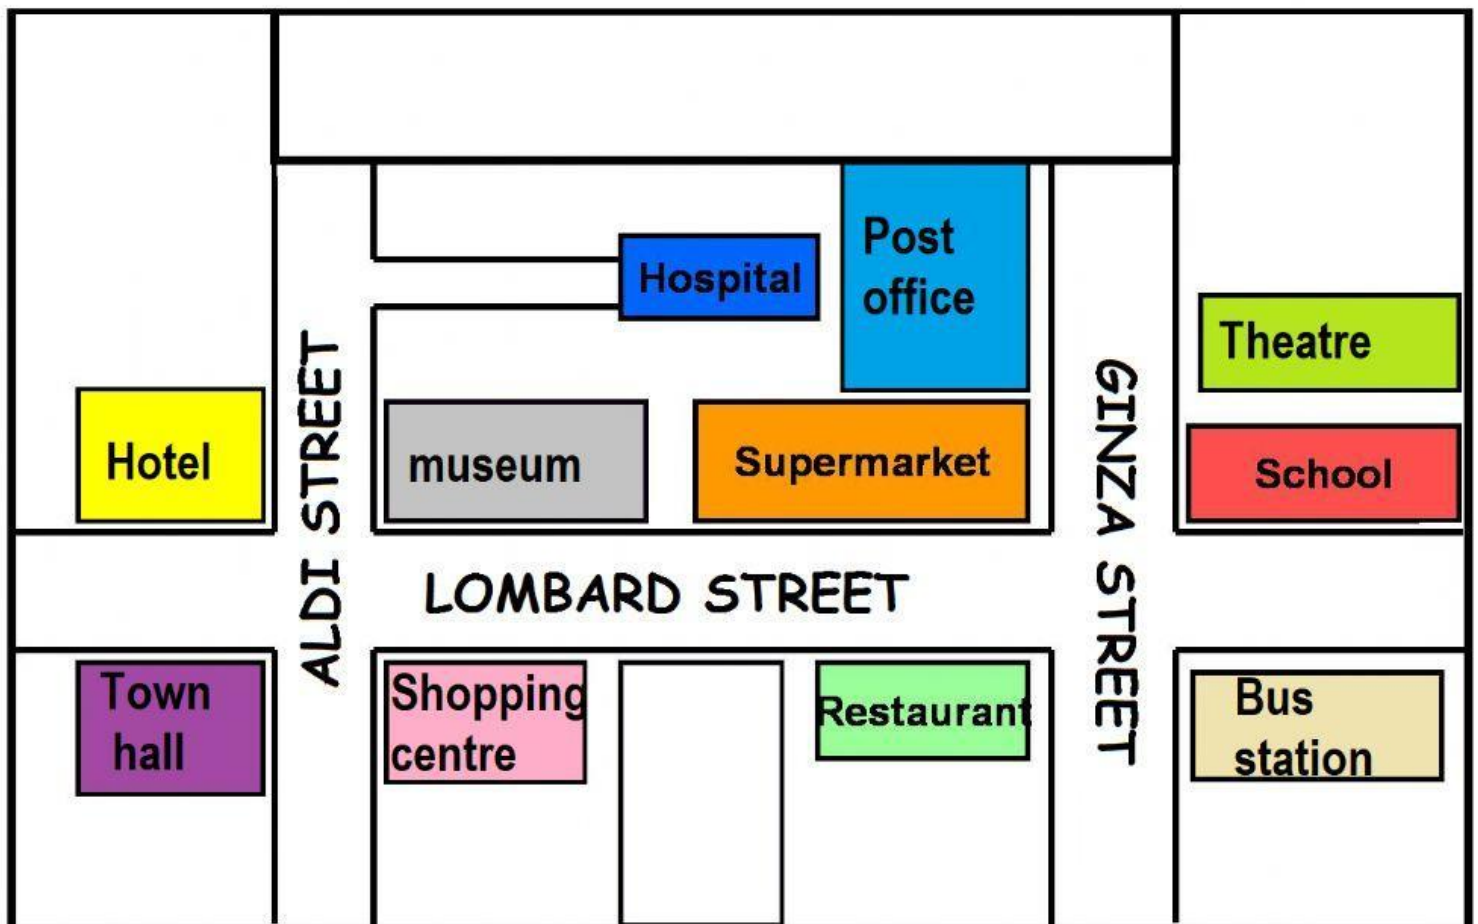 Post
office
Hospital
Theatre
Hotel
ALDI STREET
museum
Supermarket
GINZA STREET
School
LOMBARD STREET
Town
hall
Shopping
centre
Restaurant
Bus
station